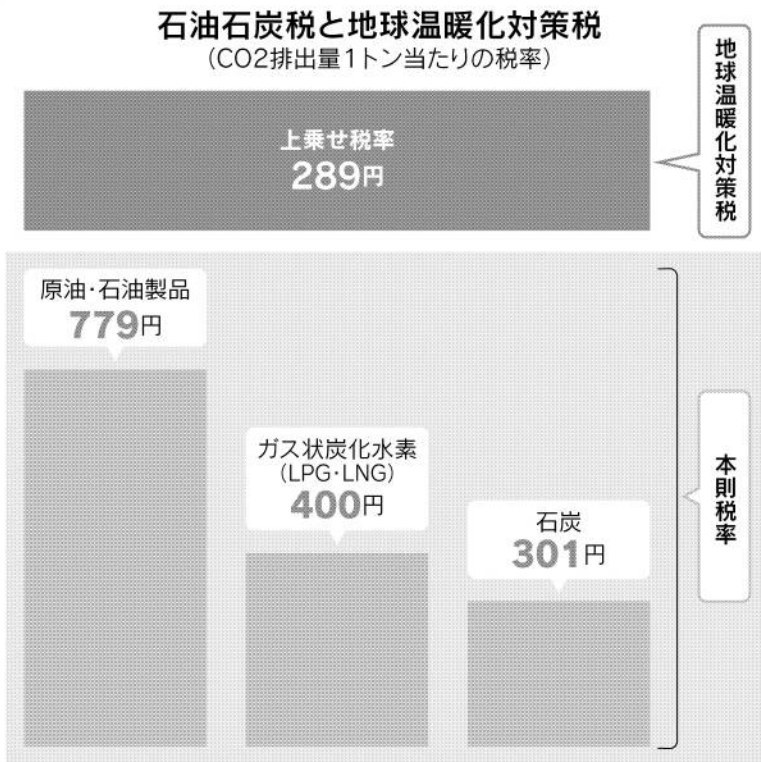 石油石炭税と地球温暖化対策税
(CO2排出量1トン当たりの税率)
上乗せ税率
289円
地球温暖化対策税
原油・石油製品
779円
ガス状炭化水素
(LPG・LNG)
400円
石炭
301円
本則税率